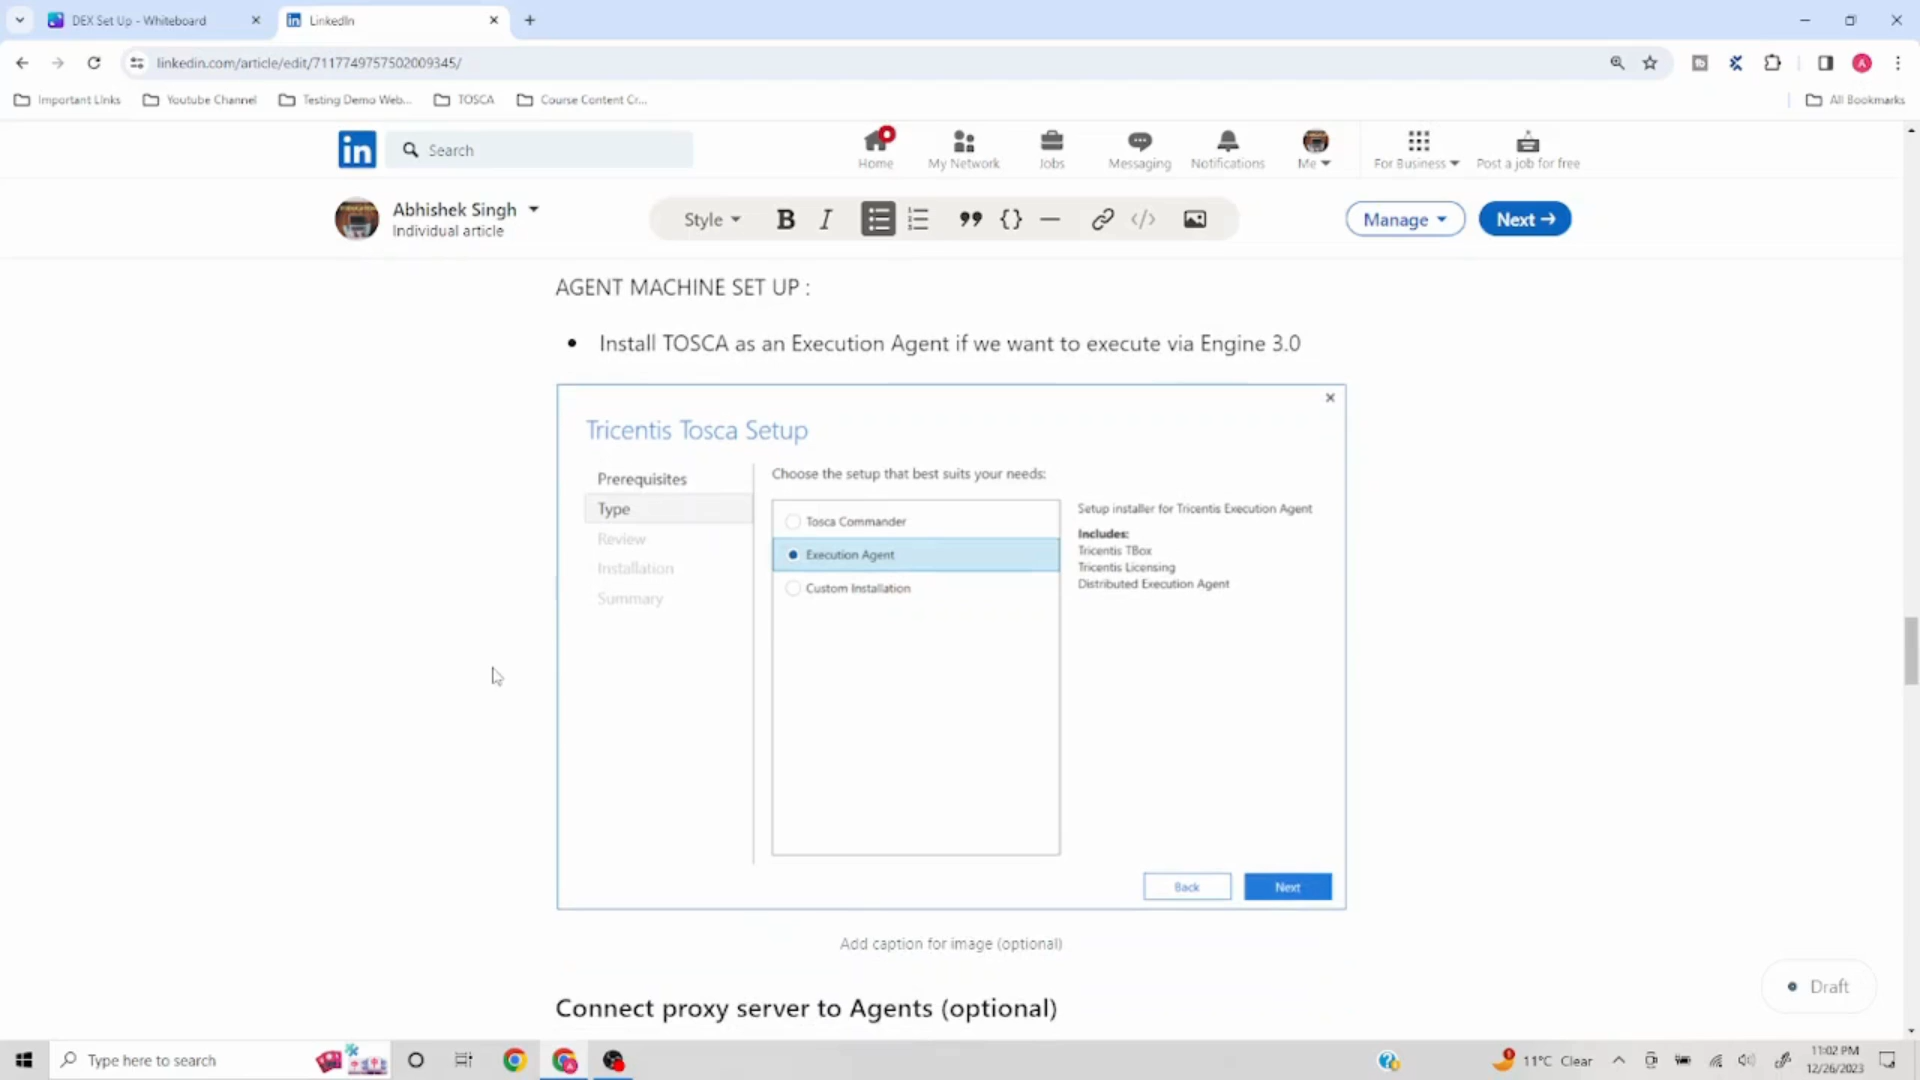 DEX Set Up - Whiteboard
LinkedIn
linkedin.com/article/edit/7117749757502009345/
Important LInks
Youtube Channel
Testing Demo Web...
TOSCA
Course Content Cr...
All Bookmarks
in
Search
Home
My Network
Jobs
Messaging
Notifications
Me
For Business
Post a job for free
Abhishek Singh
Individual article
Style
B
I
Manage
Next →
AGENT MACHINE SET UP :
• Install TOSCA as an Execution Agent if we want to execute via Engine 3.0
Tricentis Tosca Setup
Prerequisites
Type
Review
Installation
Summary
Choose the setup that best suits your needs:
Tosca Commander
Execution Agent
Custom Installation
Setup installer for Tricentis Execution Agent
Includes:
Tricentis TBox
Tricentis Licensing
Distributed Execution Agent
Back
Next
Add caption for image (optional)
Connect proxy server to Agents (optional)
Draft
Type here to search
11°C Clear
11:02 PM
12/26/2023